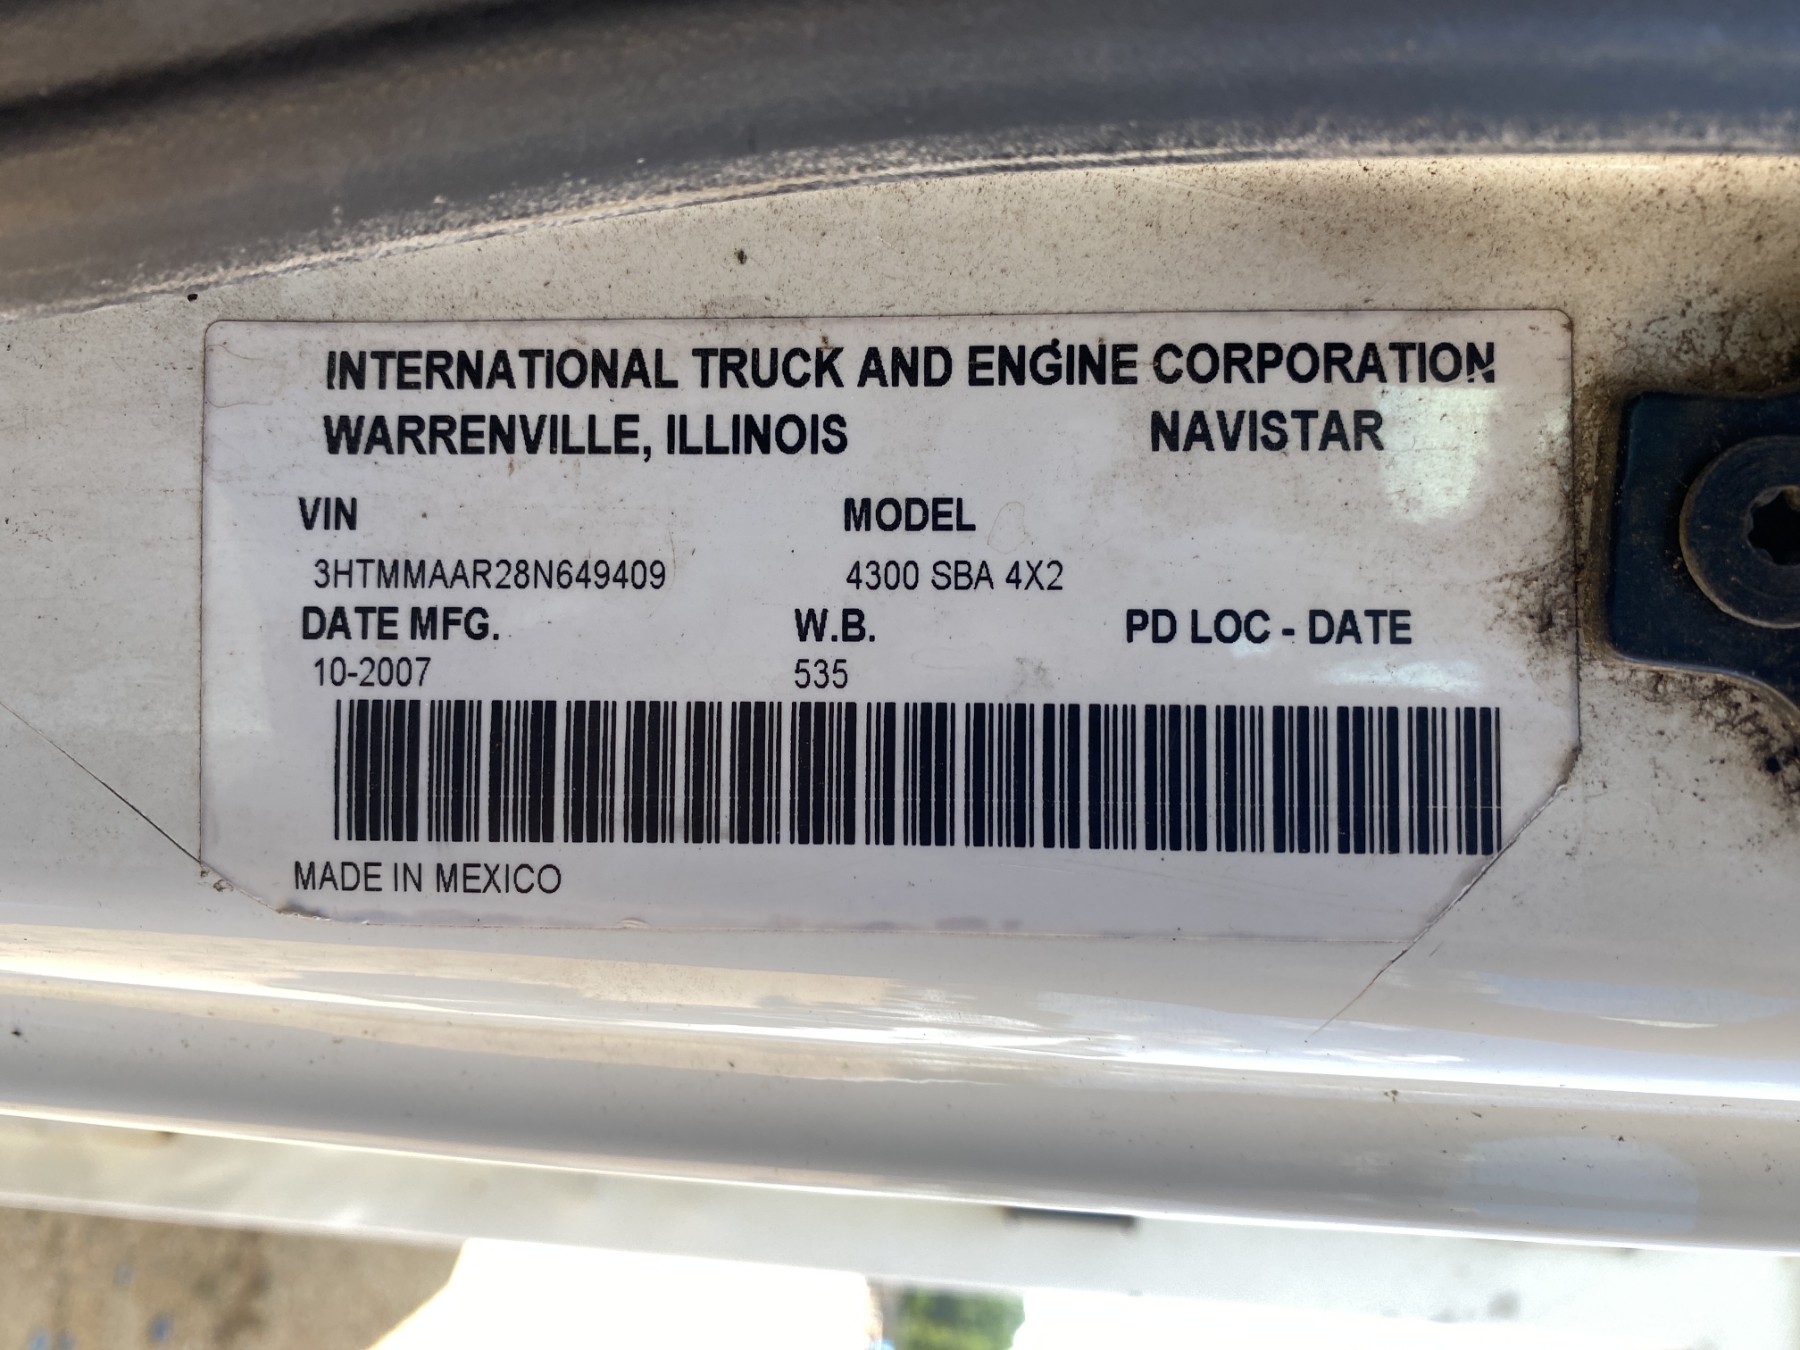 INTERNATIONAL TRUCK AND ENGINE CORPORATION
WARRENVILLE, ILLINOIS NAVISTAR
VIN MODEL
3HTMMAAR28N649409 4300 SBA 4X2
DATE MFG. W.B. PD LOC - DATE
10-2007 535
MADE IN MEXICO